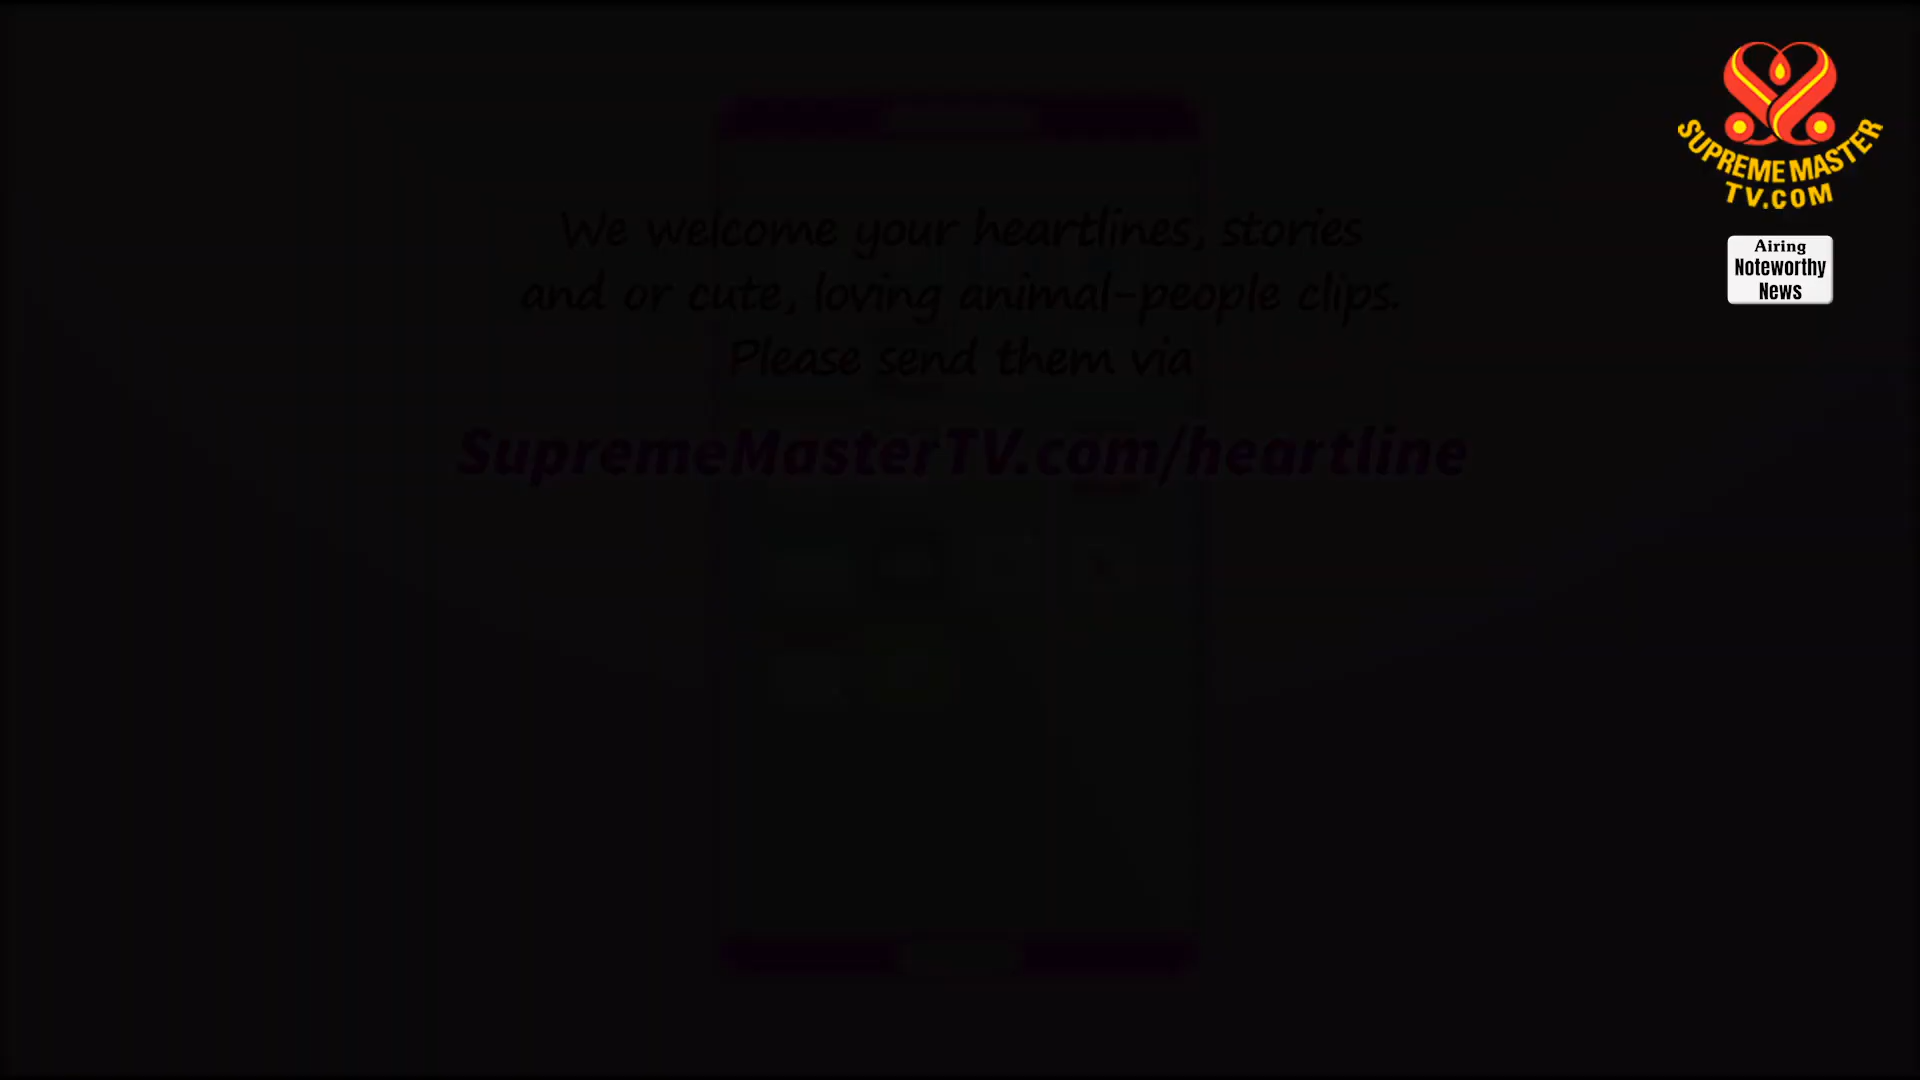 SUPREME MASTER
TV.COM
Airing
Noteworthy
News
We welcome your heartlines, stories
and or cute, loving animal-people clips.
Please send them via
SupremeMasterTV.com/heartline